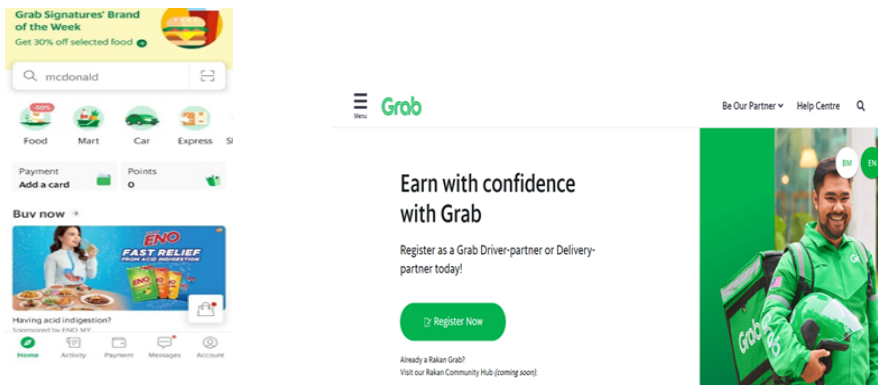 Grab Signatures' Brand
of the Week
Get 30% off selected food
mcdonald
-50%
Food Mart Car Express
Payment
Add a card
Points
0
Buy now
ENO
FAST RELIEF
FROM ACID INDIGESTION
ENO
Having acid indigestion?
Sponsored by ENO MY
Home Activity Payment Messages Account
Menu
Grab
Be Our Partner Help Centre
BM EN
Earn with confidence
with Grab
Register as a Grab Driver-partner or Delivery-
partner today!
Register Now
Already a Rakan Grab?
Visit our Rakan Community Hub (coming soon).
Grab